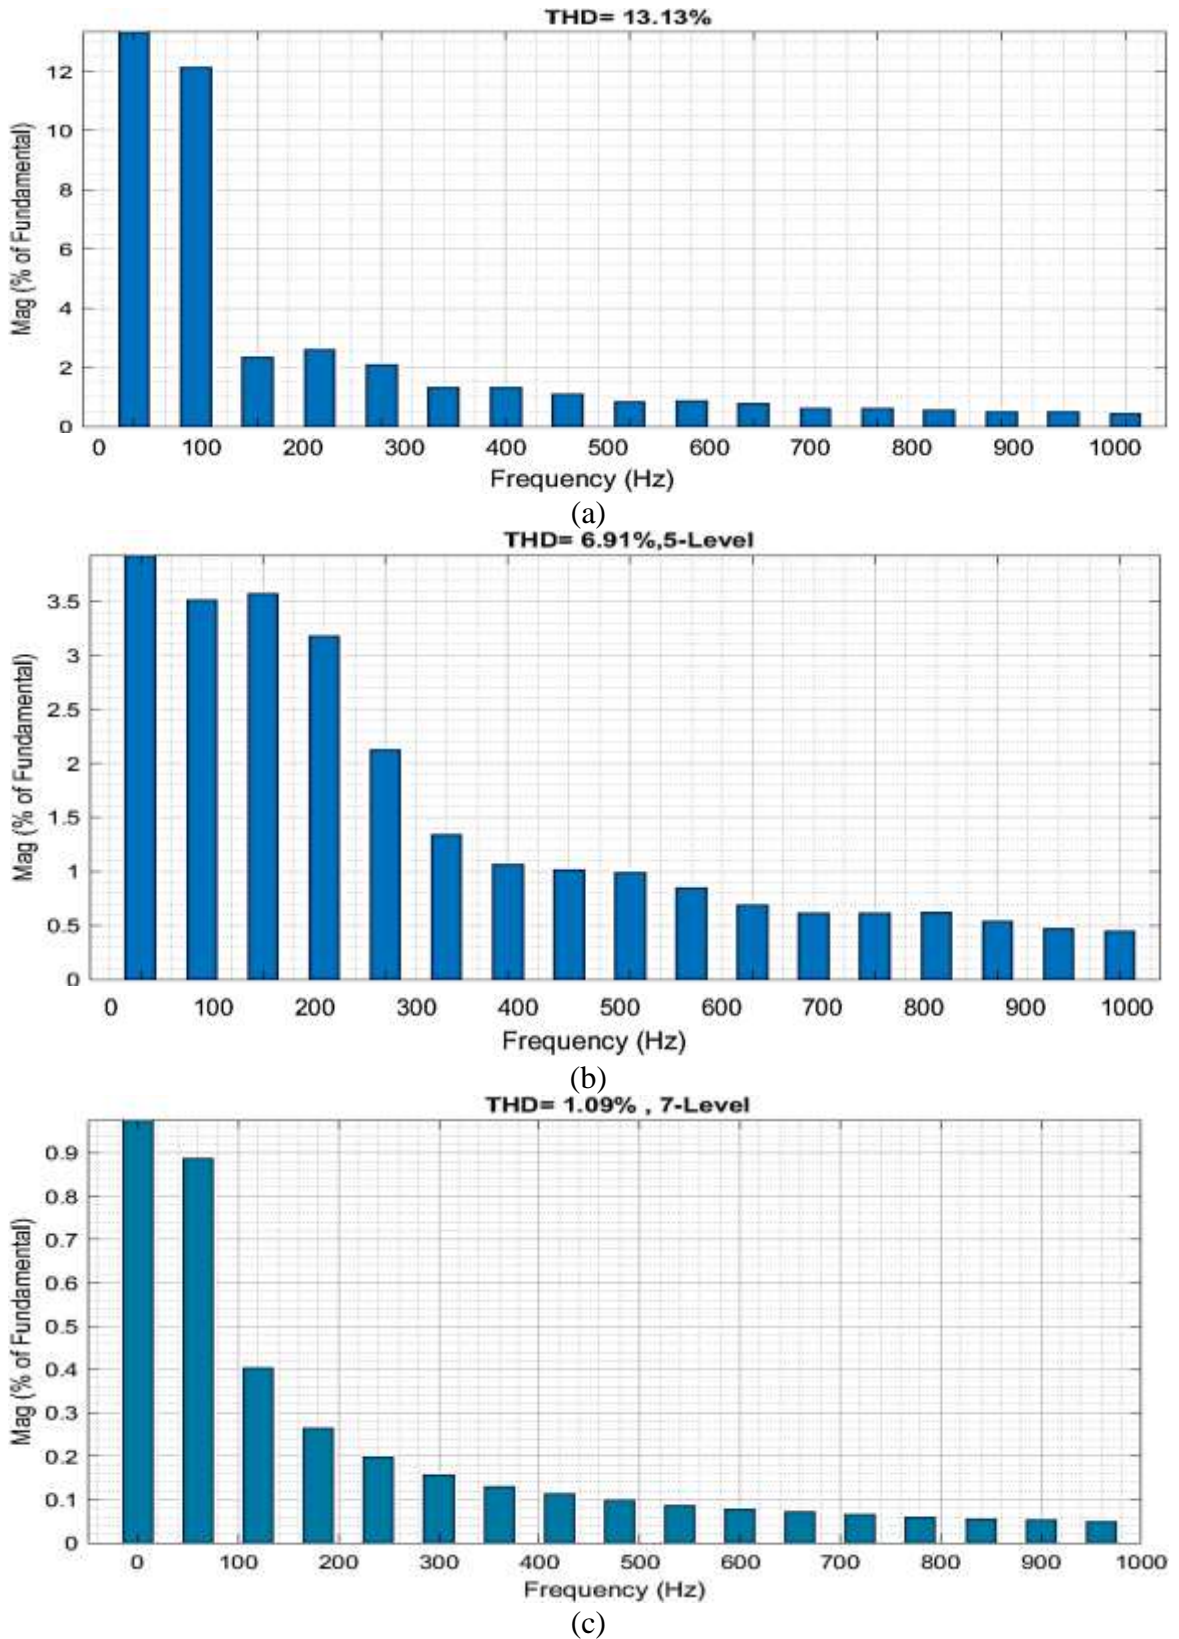 THD= 13.13%
Mag (% of Fundamental)
12
10
8
6
4
2
0
0 100 200 300 400 500 600 700 800 900 1000
Frequency (Hz)
(a)
THD= 6.91%,5-Level
Mag (% of Fundamental)
3.5
3
2.5
2
1.5
1
0.5
0
0 100 200 300 400 500 600 700 800 900 1000
Frequency (Hz)
(b)
THD= 1.09% , 7-Level
Mag (% of Fundamental)
0.9
0.8
0.7
0.6
0.5
0.4
0.3
0.2
0.1
0
0 100 200 300 400 500 600 700 800 900 1000
Frequency (Hz)
(c)